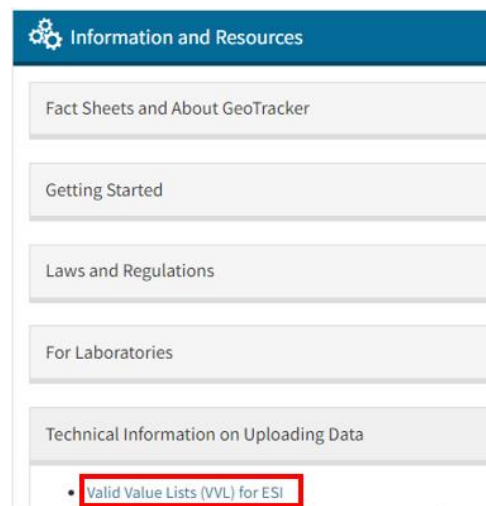 Information and Resources
Fact Sheets and About GeoTracker
Getting Started
Laws and Regulations
For Laboratories
Technical Information on Uploading Data
Valid Value Lists (VVL) for ESI